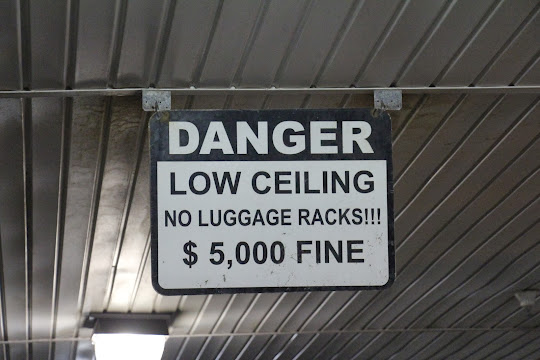 DANGER
LOW CEILING
NO LUGGAGE RACKS!!!
$ 5,000 FINE